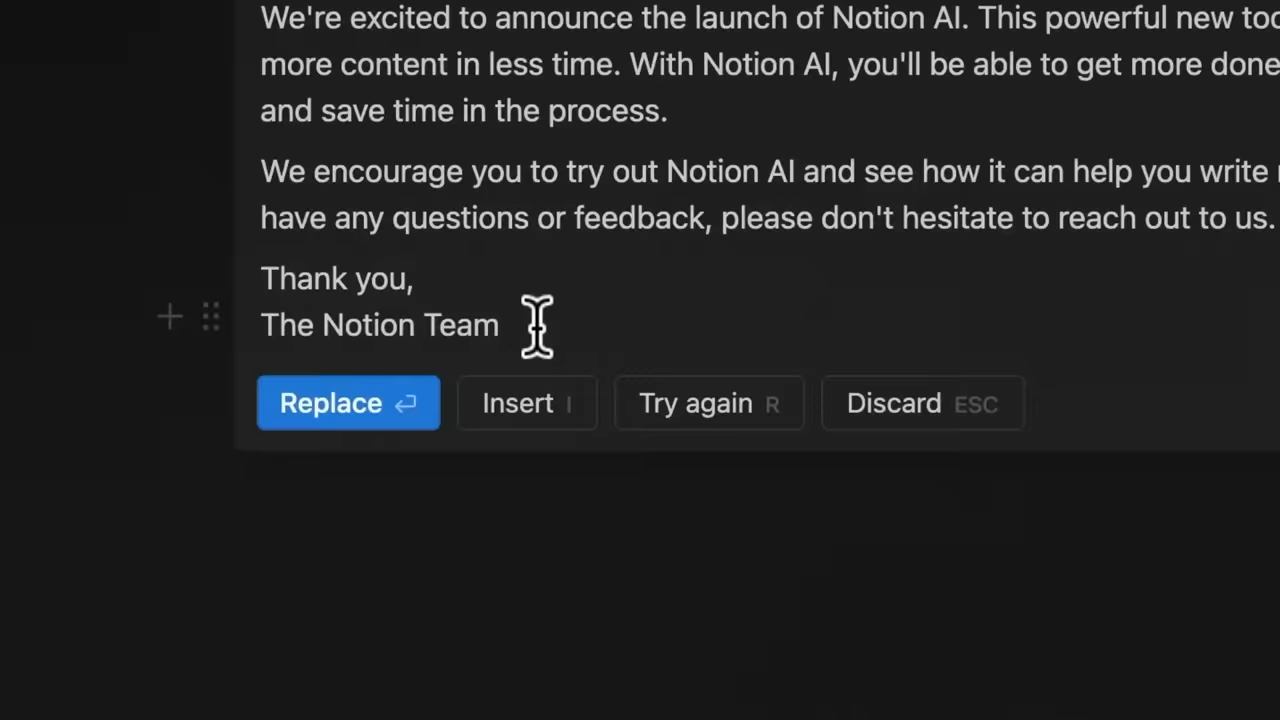 We're excited to announce the launch of Notion AI. This powerful new
more content in less time. With Notion AI, you'll be able to get more done
and save time in the process.
We encourage you to try out Notion AI and see how it can help you write
have any questions or feedback, please don't hesitate to reach out to us.
Thank you,
The Notion Team
Replace Insert I Try again R Discard ESC